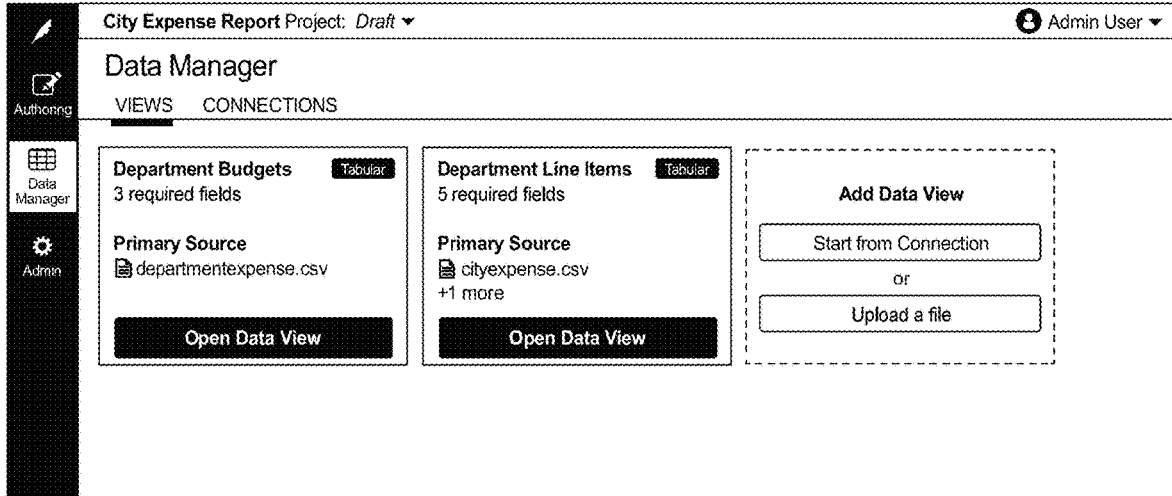 City Expense Report Project: Draft
Admin User
Authoring
Data Manager
Admin
Data Manager
VIEWS CONNECTIONS
Department Budgets Tabular
3 required fields
Primary Source
departmentexpense.csv
Open Data View
Department Line Items Tabular
5 required fields
Primary Source
cityexpense.csv
+1 more
Open Data View
Add Data View
Start from Connection
or
Upload a file